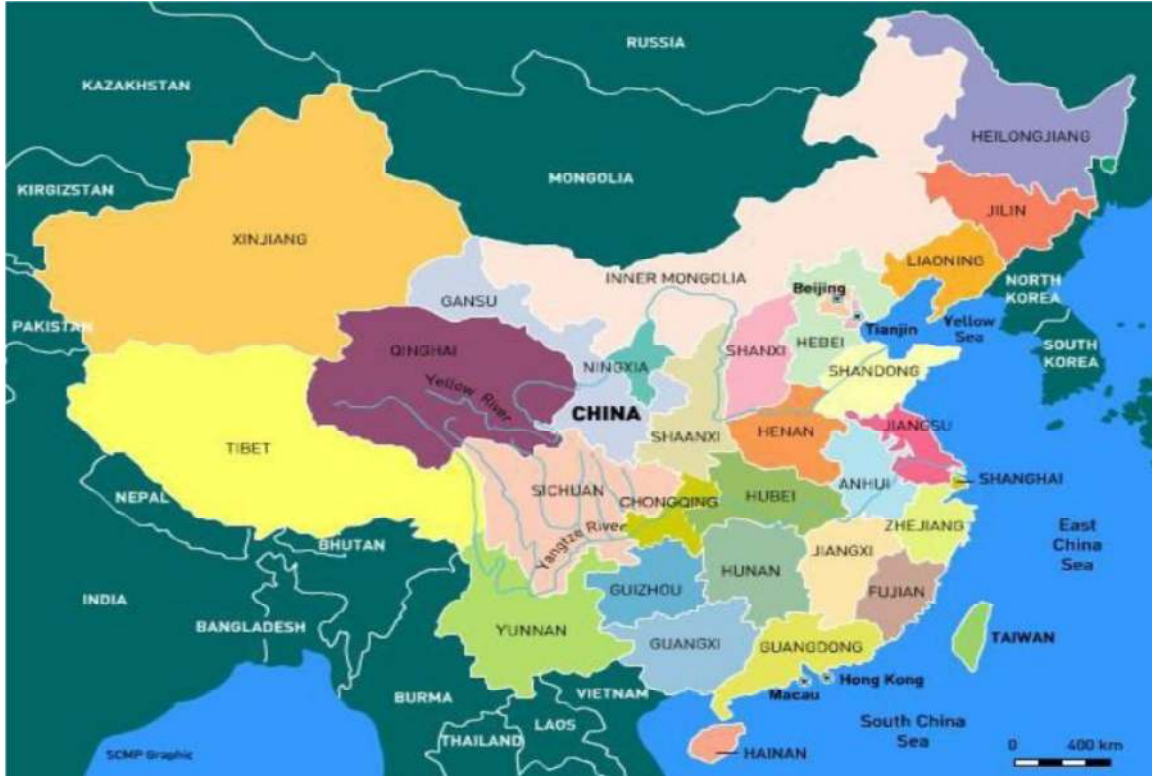 RUSSIA
KAZAKHSTAN
HEILONGJIANG
MONGOLIA
KIRGIZSTAN
JILIN
XINJIANG
LIAONING
INNER MONGOLIA
NORTH
KOREA
Beijing
GANSU
PAKISTAN
Tianjin
Yellow
Sea
QINGHAI
NINGXIA
SHANXI
HEBEI
SOUTH
KOREA
SHANDONG
Yellow River
CHINA
JIANGSU
HENAN
SHAANXI
TIBET
SHANGHAI
ANHUI
SICHUAN
CHONGQING
HUBEI
NEPAL
ZHEJIANG
East
China
Sea
Yangtze River
BHUTAN
JIANGXI
HUNAN
GUIZHOU
FUJIAN
INDIA
BANGLADESH
YUNNAN
TAIWAN
GUANGXI
GUANGDONG
Hong Kong
Macau
BURMA
VIETNAM
LAOS
South China
Sea
THAILAND
HAINAN
SCMP Graphic
0 400 km